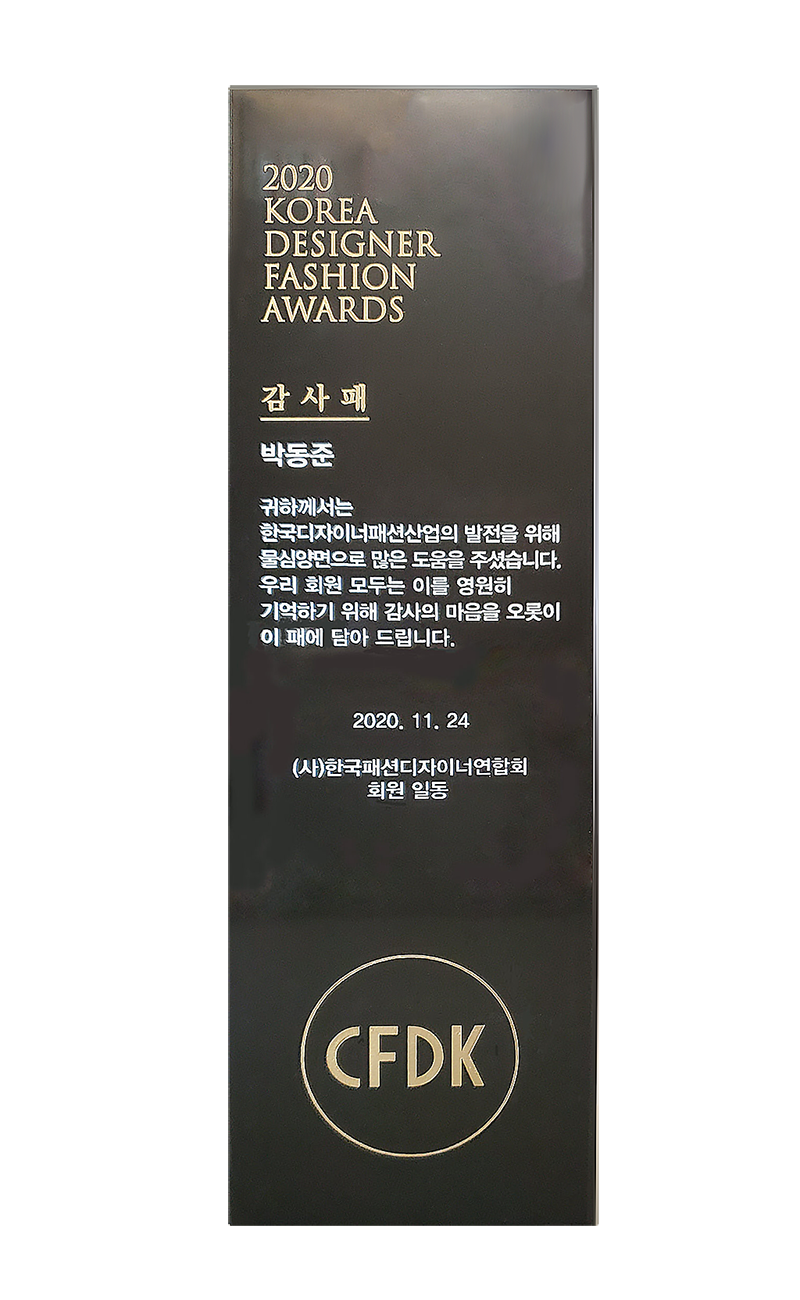 2020
KOREA
DESIGNER
FASHION
AWARDS
감사패
박동준
귀하께서는
한국디자이너패션산업의 발전을 위해
물심양면으로 많은 도움을 주셨습니다.
우리 회원 모두는 이를 영원히
기억하기 위해 감사의 마음을 오롯이
이 패에 담아 드립니다.
2020. 11. 24
(사)한국패션디자이너연합회
회원 일동
CFDK